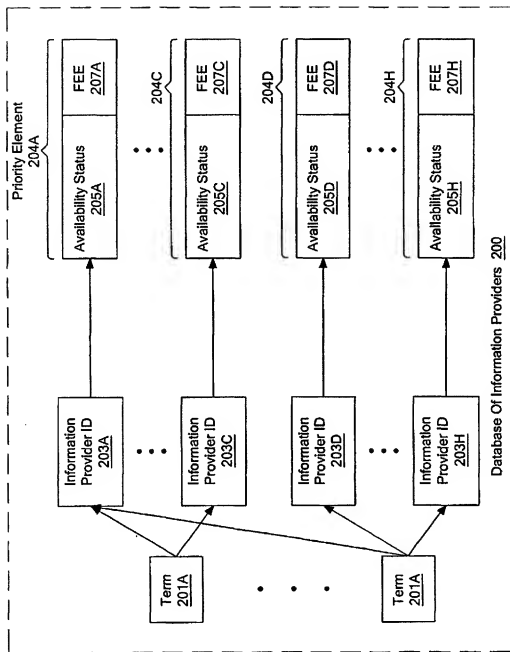 Priority Element
204A
Term
201A
Information
Provider ID
203A
Availability Status
205A
FEE
207A
204C
Information
Provider ID
203C
Availability Status
205C
FEE
207C
204D
Information
Provider ID
203D
Availability Status
205D
FEE
207D
204H
Term
201A
Information
Provider ID
203H
Availability Status
205H
FEE
207H
Database Of Information Providers 200